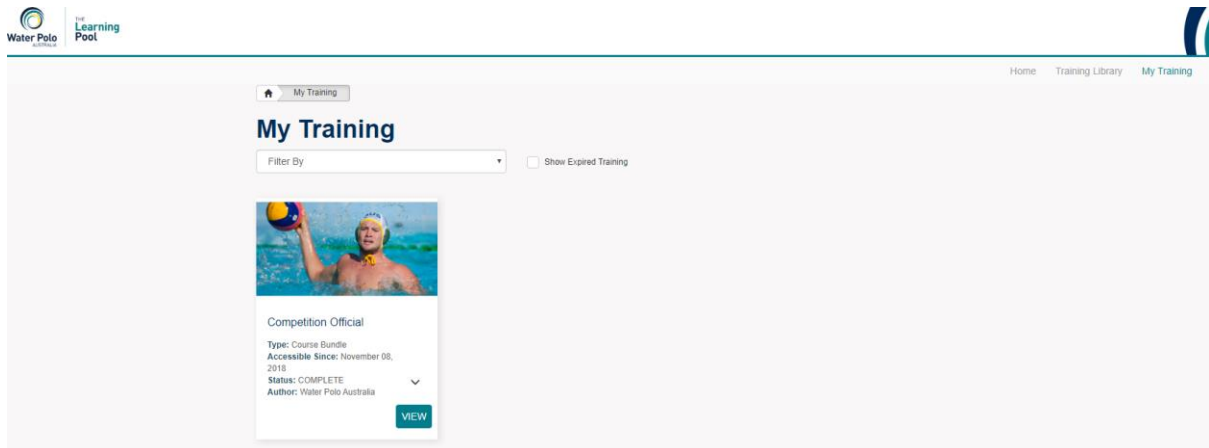 Water Polo
AUSTRALIA
THE
Learning
Pool
Home Training Library My Training
My Training
My Training
Filter By
Show Expired Training
Competition Official
Type: Course Bundle
Accessible Since: November 08,
2018
Status: COMPLETE
Author: Water Polo Australia
VIEW